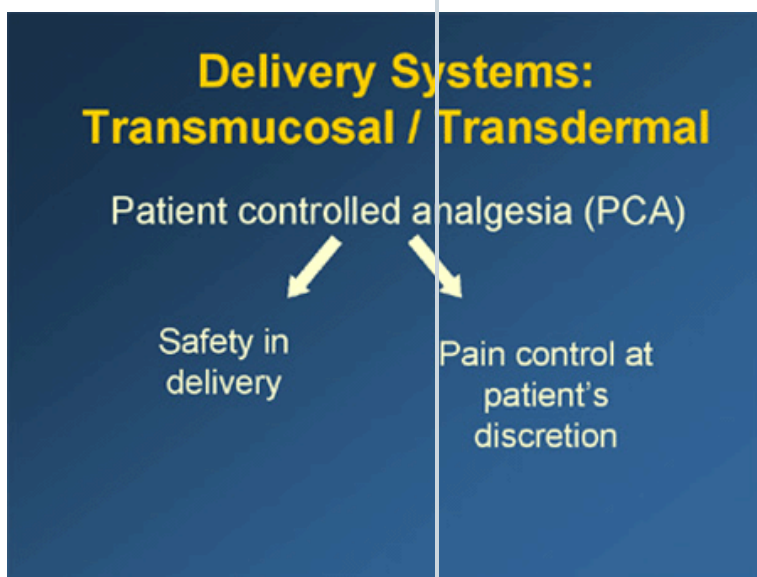 Delivery Systems:
Transmucosal / Transdermal
Patient controlled analgesia (PCA)
Safety in
delivery
Pain control at
patient's
discretion